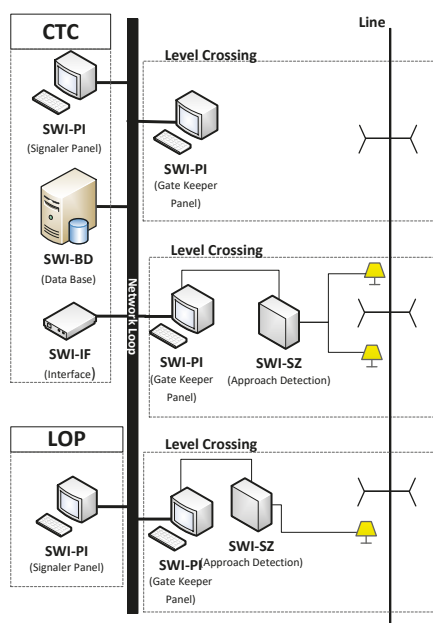 CTC
SWI-PI
(Signaler Panel)
SWI-BD
(Data Base)
SWI-IF
(Interface)
LOP
SWI-PI
(Signaler Panel)
Network Loop
Line
Level Crossing
SWI-PI
(Gate Keeper
Panel)
Level Crossing
SWI-PI
(Gate Keeper
Panel)
SWI-SZ
(Approach Detection)
Level Crossing
SWI-PI
(Gate Keeper
Panel)
SWI-SZ
(Approach Detection)